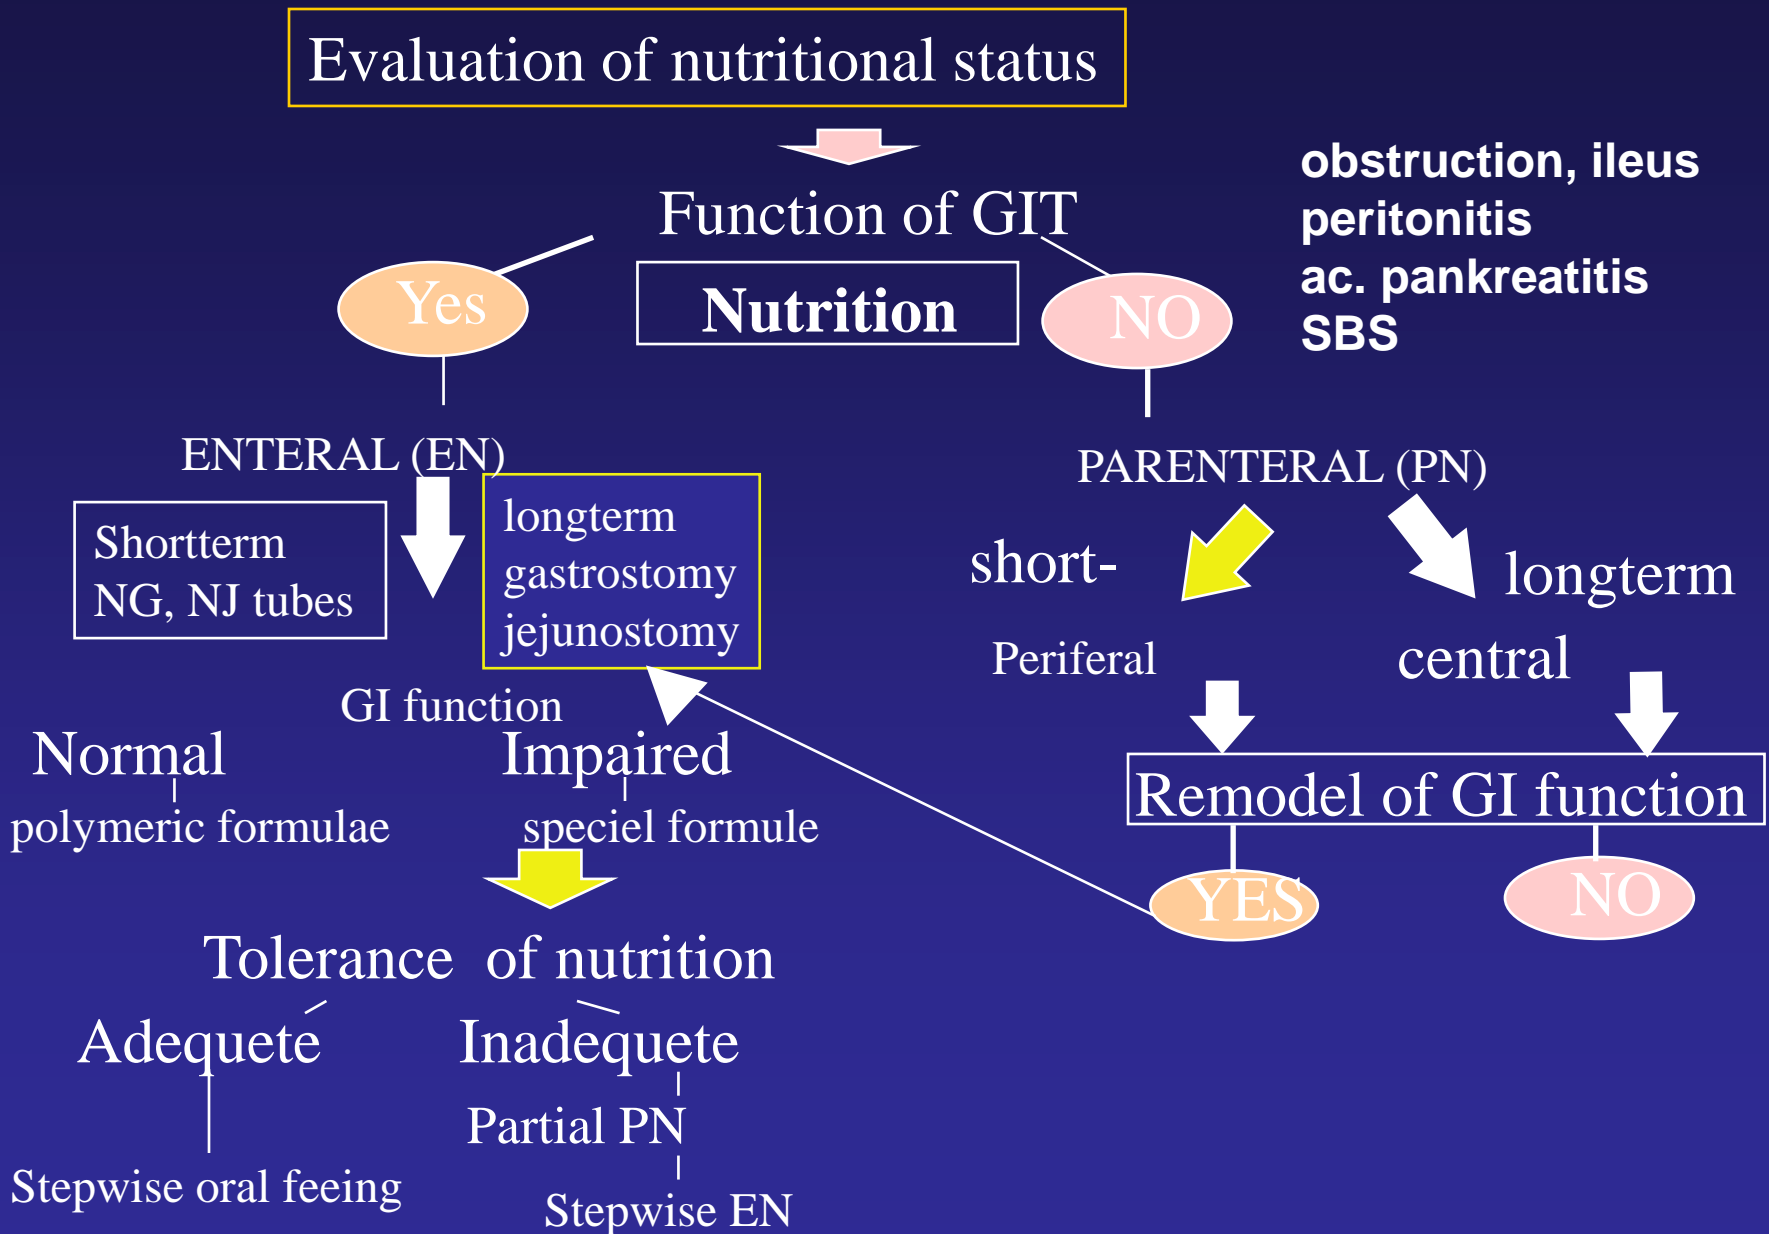 Evaluation of nutritional status
obstruction, ileus
peritonitis
ac. pankreatitis
SBS
Function of GIT
Yes
Nutrition
NO
ENTERAL (EN)
PARENTERAL (PN)
Shortterm
NG, NJ tubes
longterm
gastrostomy
jejunostomy
short-
longterm
Periferal
central
GI function
Normal
Impaired
polymeric formulae
speciel formule
Remodel of GI function
YES
NO
Tolerance of nutrition
Adequete
Inadequete
Partial PN
Stepwise oral feeing
Stepwise EN